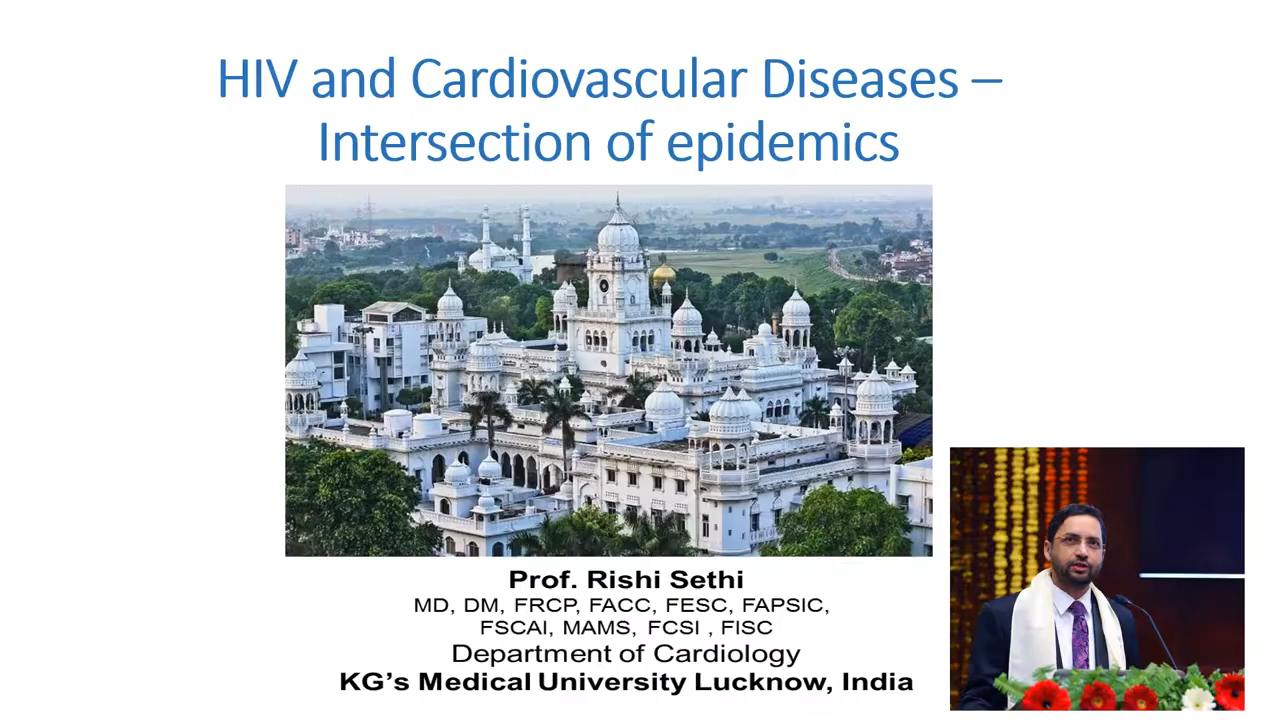 HIV and Cardiovascular Diseases –
Intersection of epidemics
Prof. Rishi Sethi
MD, DM, FRCP, FACC, FESC, FAPSIC,
FSCAI, MAMS, FCSI , FISC
Department of Cardiology
KG’s Medical University Lucknow, India